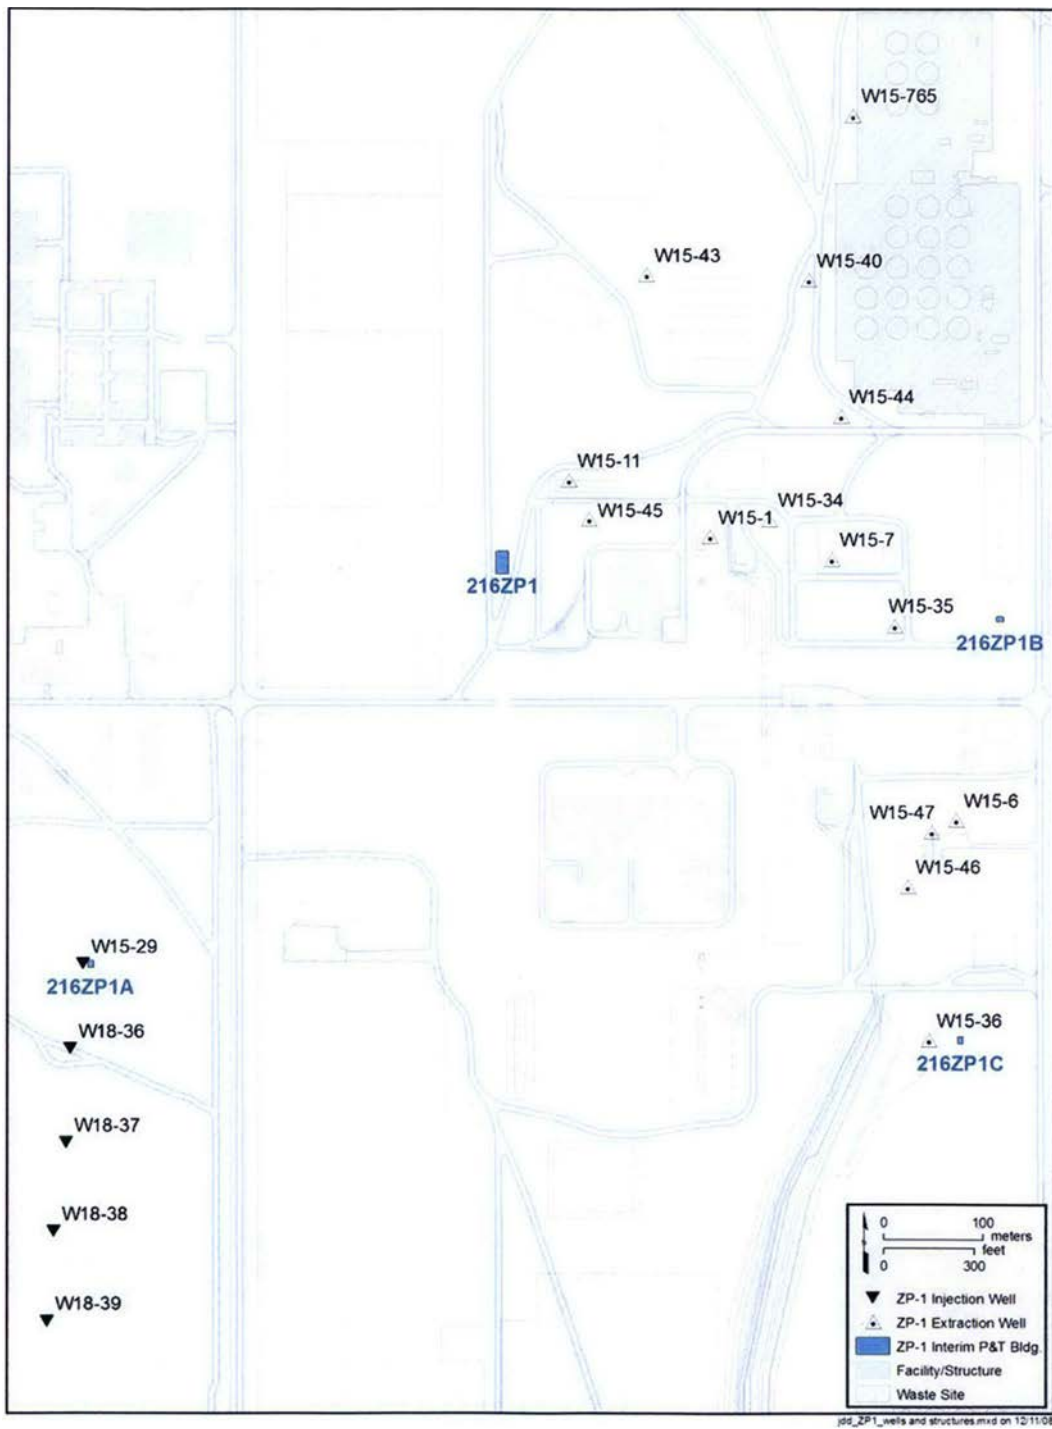 W15-765
W15-43
W15-40
W15-44
W15-11
W15-34
W15-45
W15-1
W15-7
216ZP1
W15-35
216ZP1B
W15-6
W15-47
W15-46
W15-29
216ZP1A
W18-36
W15-36
216ZP1C
W18-37
W18-38
W18-39
0 100
meters
feet
0 300
ZP-1 Injection Well
ZP-1 Extraction Well
ZP-1 Interim P&T Bldg.
Facility/Structure
Waste Site
jdd_ZP1_wells and structures.mxd on 12/11/08